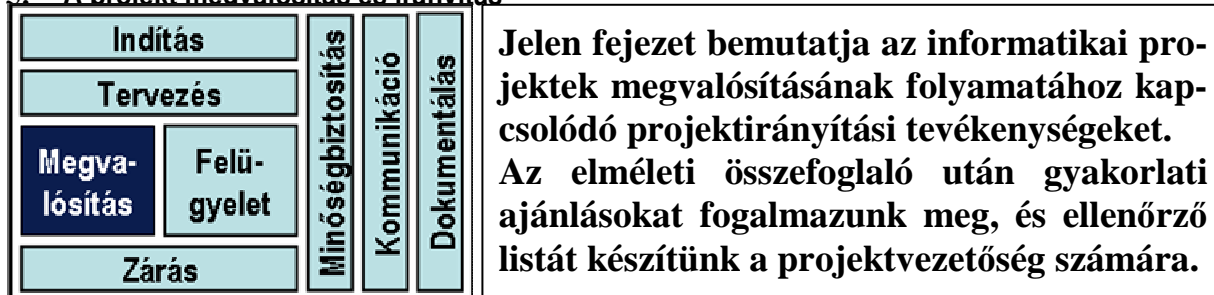 Indítás
Tervezés
Megva-
lósítás
Felü-
gyelet
Zárás
Minőségbiztosítás
Kommunikáció
Dokumentálás
Jelen fejezet bemutatja az informatikai pro-
jektek megvalósításának folyamatához kap-
csolódó projektirányítási tevékenységeket.
Az elméleti összefoglaló után gyakorlati
ajánlásokat fogalmazunk meg, és ellenőrző
listát készítünk a projektvezetőség számára.